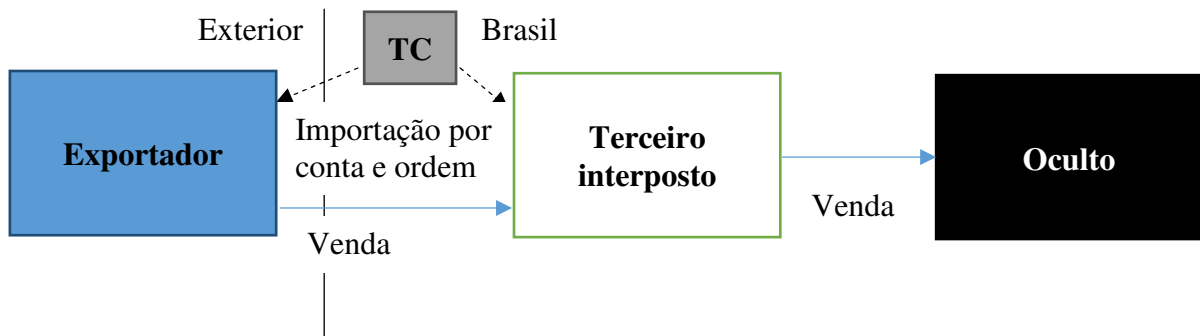 Exterior
TC
Brasil
Exportador
Importação por
conta e ordem
Terceiro
interposto
Oculto
Venda
Venda